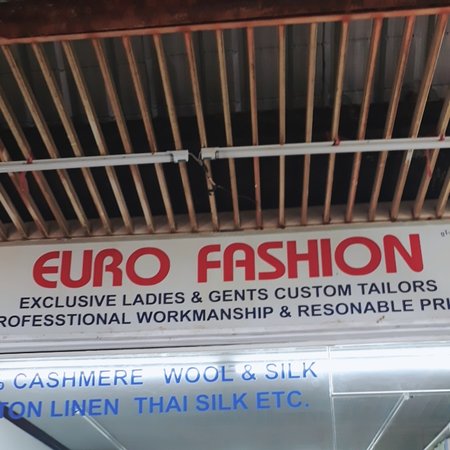 EURO FASHION
EXCLUSIVE LADIES & GENTS CUSTOM TAILORS
ROFESSTIONAL WORKMANSHIP & RESONABLE PRI
CASHMERE WOOL & SILK
TON LINEN THAI SILK ETC.